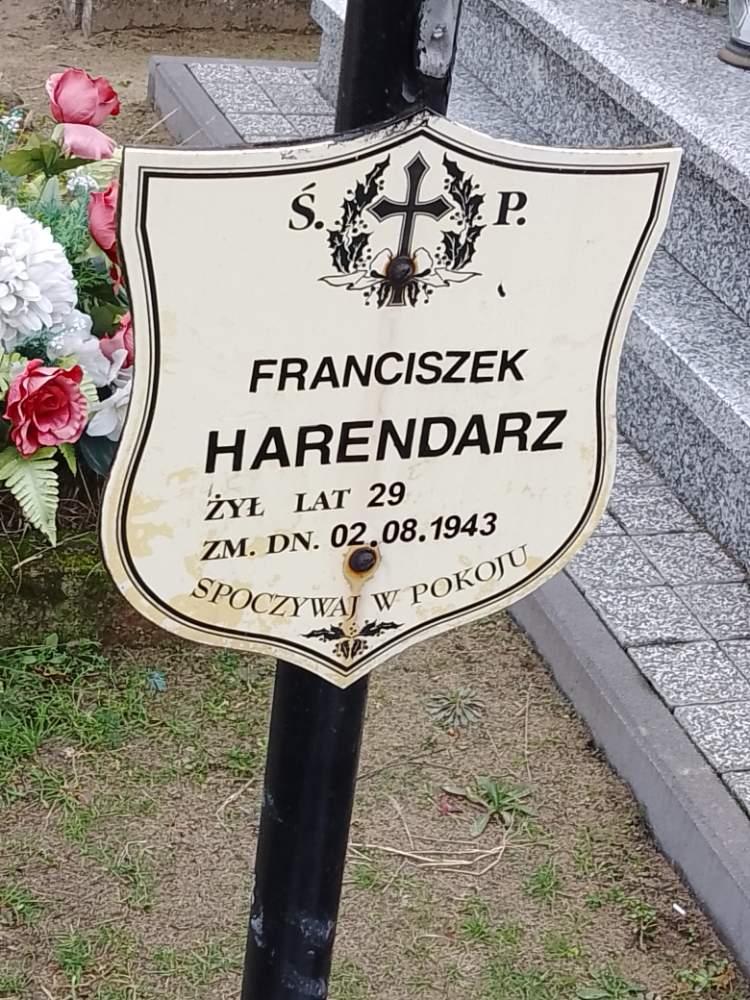 Ś. P.
FRANCISZEK
HARENDARZ
ŻYŁ LAT 29
ZM. DN. 02.08.1943
SPOCZYWAJ W POKOJU